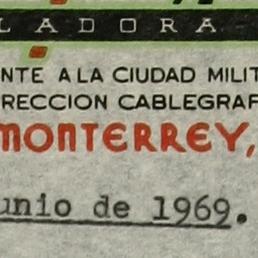 LADORA
NTE A LA CIUDAD MILIT
RECCION CABLEGRAF
MONTERREY,
unio de 1969.